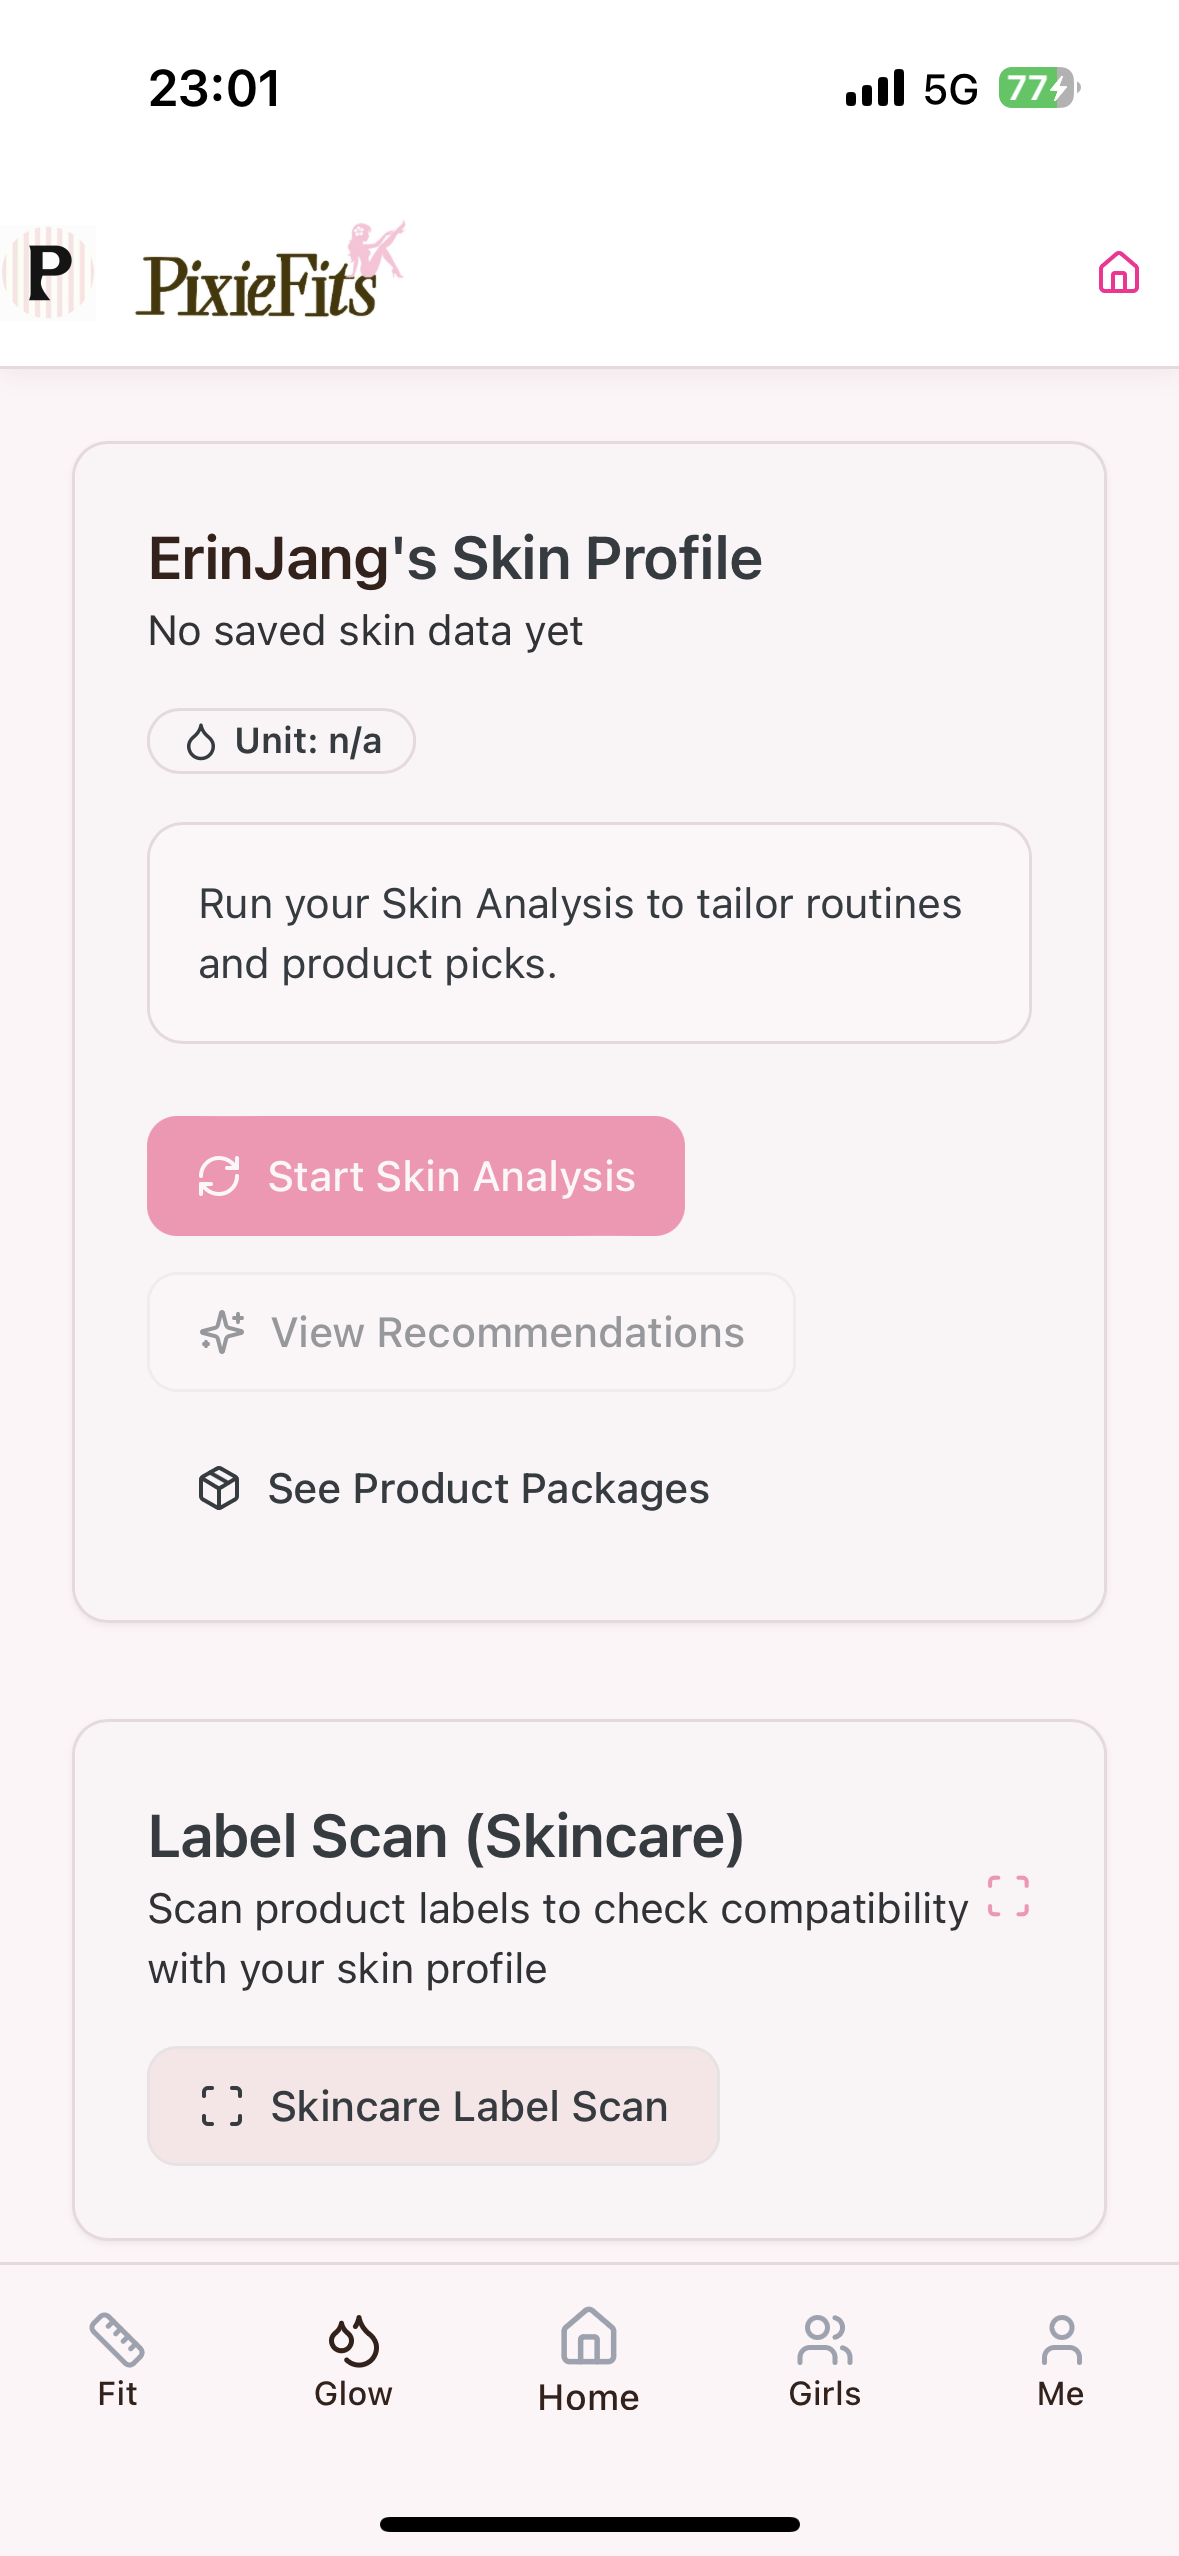 23:01
5G
77
P
PixieFits
ErinJang's Skin Profile
No saved skin data yet
Unit: n/a
Run your Skin Analysis to tailor routines
and product picks.
Start Skin Analysis
View Recommendations
See Product Packages
Label Scan (Skincare)
Scan product labels to check compatibility
with your skin profile
Skincare Label Scan
Fit
Glow
Home
Girls
Me